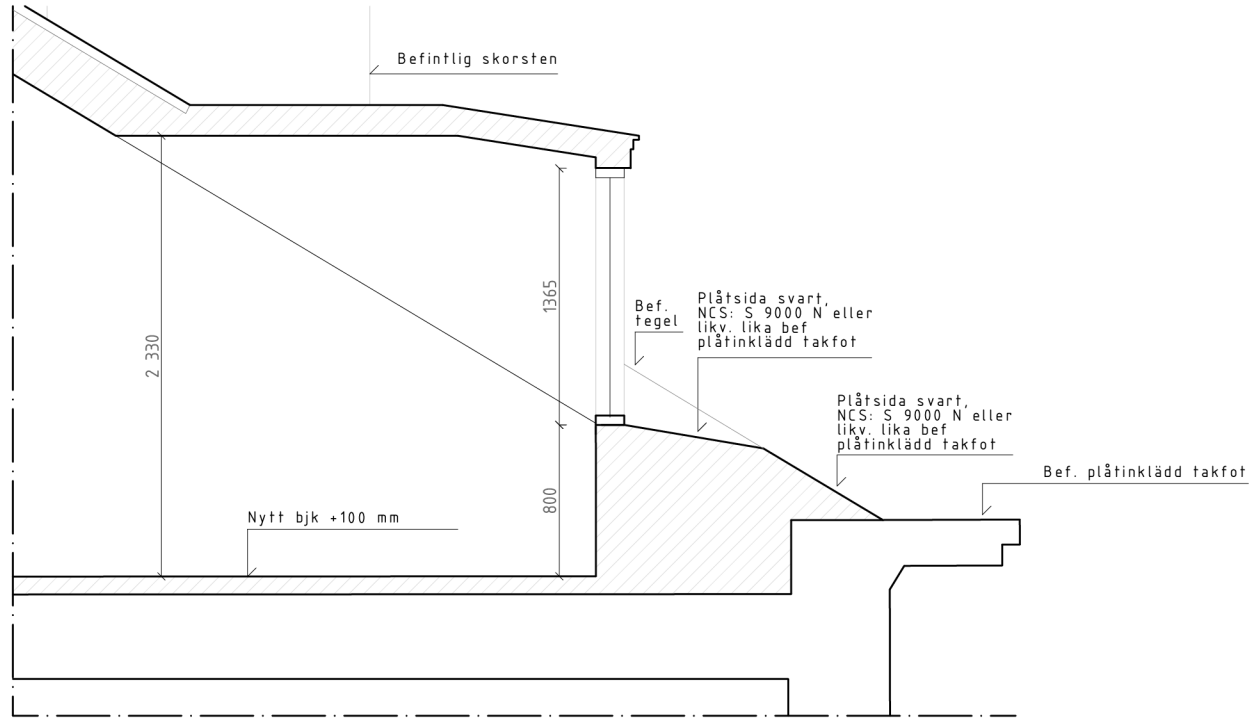 Befintlig skorsten
2 330
1365
800
Bef.
tegel
Plåtsida svart,
NCS: S 9000 N eller
likv. lika bef
plåtinklädd takfot
Plåtsida svart,
NCS: S 9000 N eller
likv. lika bef
plåtinklädd takfot
Bef. plåtinklädd takfot
Nytt bjk +100 mm